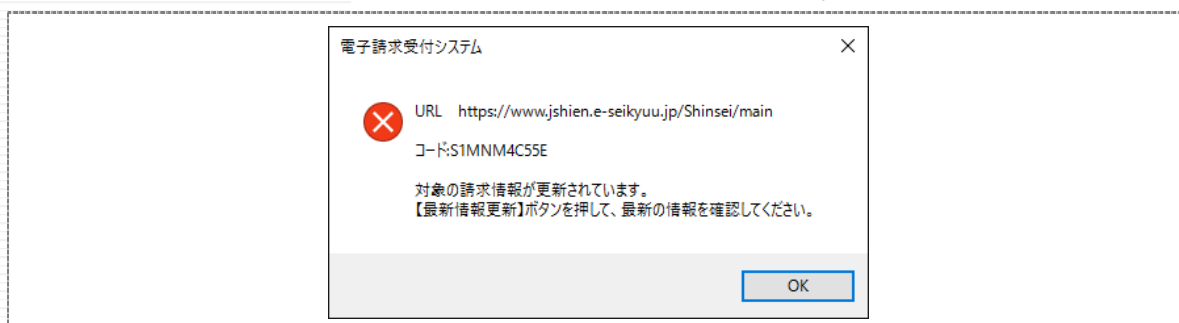 電子請求受付システム
URL　https://www.jshien.e-seikyuu.jp/Shinsei/main
コード:S1MNM4C55E
対象の請求情報が更新されています。
【最新情報更新】ボタンを押して、最新の情報を確認してください。
OK